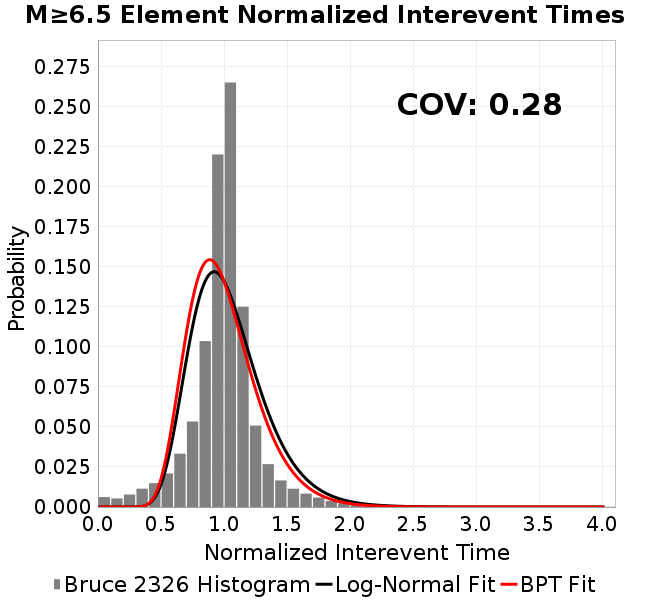 M≥6.5 Element Normalized Interevent Times
COV: 0.28
0.275
0.250
0.225
0.200
0.175
0.150
0.125
0.100
0.075
0.050
0.025
0.000
Probability
0.0 0.5 1.0 1.5 2.0 2.5 3.0 3.5 4.0
Normalized Interevent Time
Bruce 2326 Histogram Log-Normal Fit BPT Fit